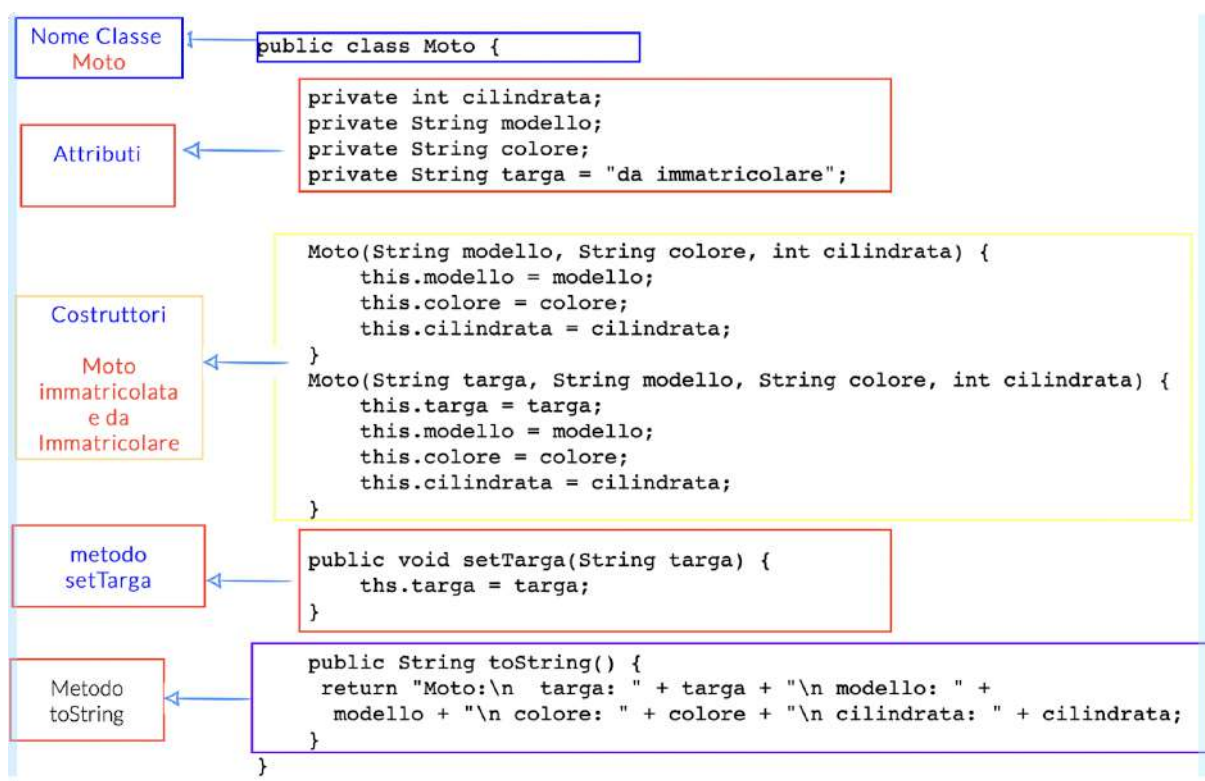 Nome Classe
Moto
public class Moto {
Attributi
private int cilindrata;
private String modello;
private String colore;
private String targa = "da immatricolare";
Costruttori
Moto
immatricolata
e da
Immatricolare
Moto(String modello, String colore, int cilindrata) {
this.modello = modello;
this.colore = colore;
this.cilindrata = cilindrata;
}
Moto(String targa, String modello, String colore, int cilindrata) {
this.targa = targa;
this.modello = modello;
this.colore = colore;
this.cilindrata = cilindrata;
}
metodo
setTarga
public void setTarga(String targa) {
ths.targa = targa;
}
Metodo
toString
public String toString() {
return "Moto:\n  targa: " + targa + "\n modello: " +
modello + "\n colore: " + colore + "\n cilindrata: " + cilindrata;
}
}